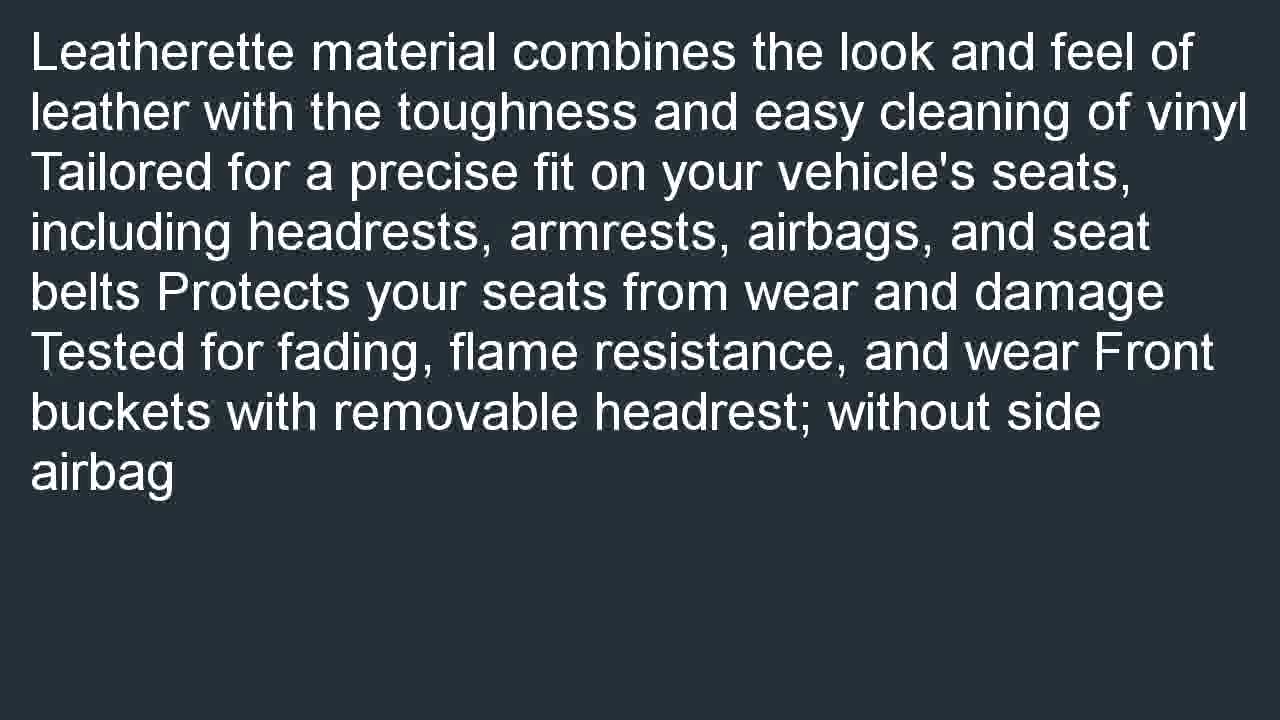 Leatherette material combines the look and feel of
leather with the toughness and easy cleaning of vinyl
Tailored for a precise fit on your vehicle's seats,
including headrests, armrests, airbags, and seat
belts Protects your seats from wear and damage
Tested for fading, flame resistance, and wear Front
buckets with removable headrest; without side
airbag